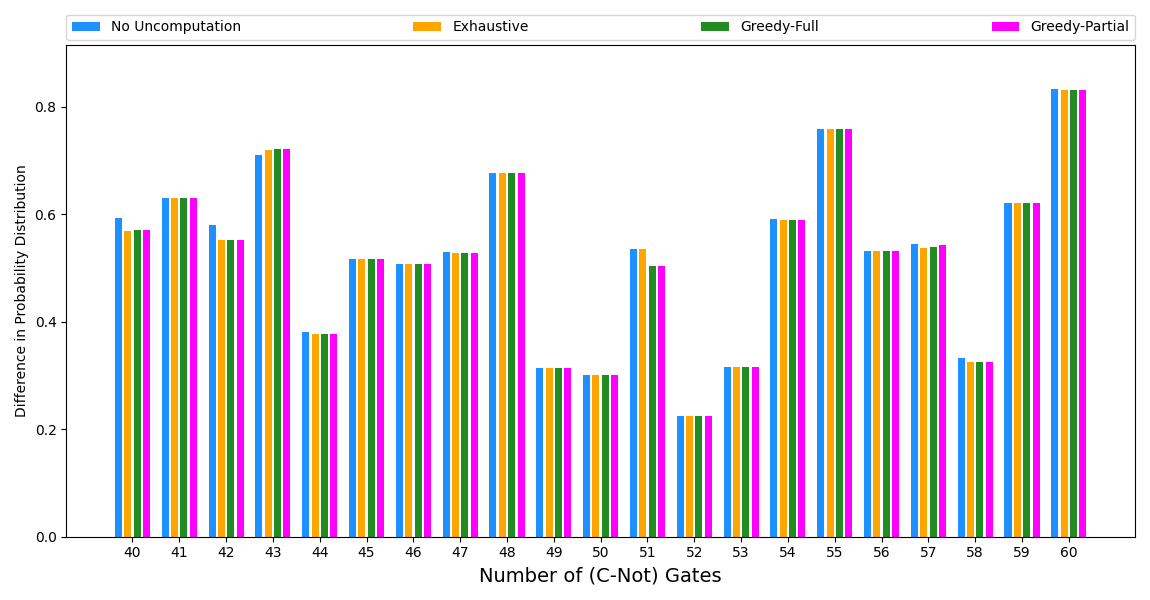 No Uncomputation Exhaustive Greedy-Full Greedy-Partial
Difference in Probability Distribution
0.8
0.6
0.4
0.2
0.0
40 41 42 43 44 45 46 47 48 49 50 51 52 53 54 55 56 57 58 59 60
Number of (C-Not) Gates